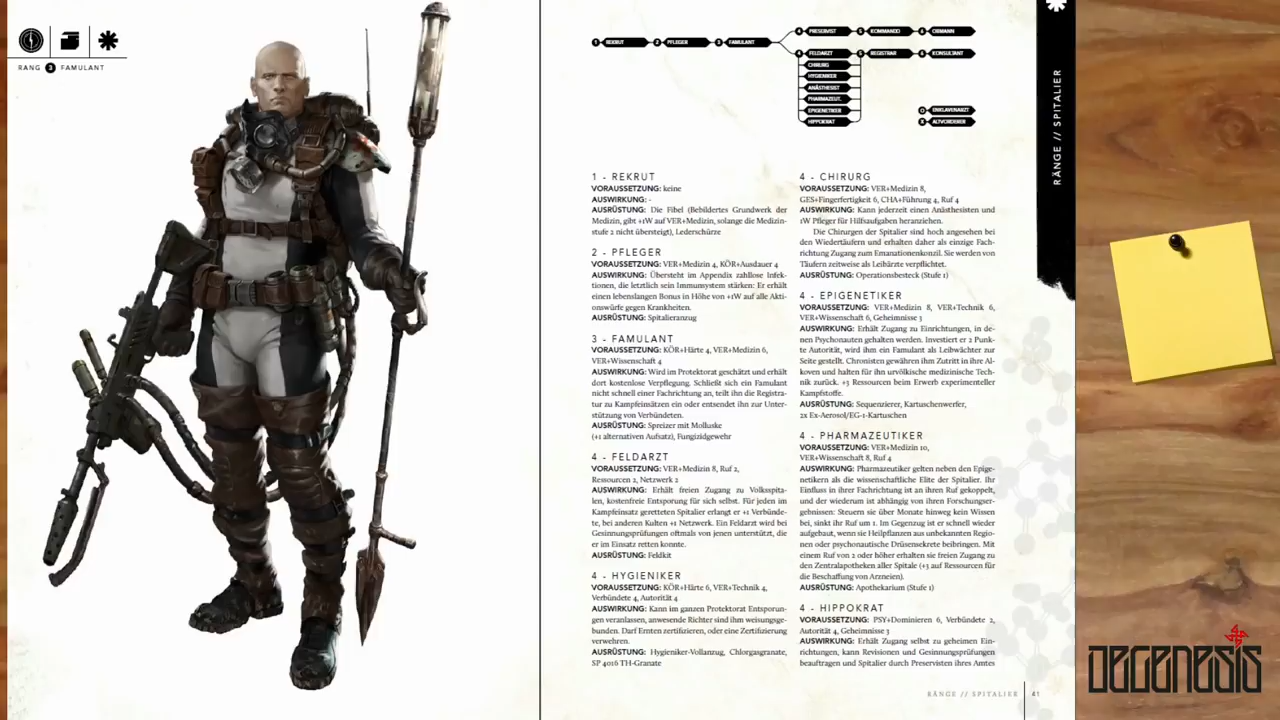 RANG 3 FAMULANT
1 REKRUT 2 PFLEGER 3 FAMULANT
4 PRESERVIST 5 KOMMANDO 6 OBMANN
4 FELDARZT 5 REGISTRAR 6 KONSULTANT
CHIRURG
HYGIENIKER
ANÄSTHESIST
PHARMAZEUT.
EPIGENETIKER
HIPPOKRAT
ENKLAVENARZT
ALTVORDERER
RÄNGE // SPITALIER
1 - REKRUT
VORAUSSETZUNG: keine
AUSWIRKUNG: -
AUSRÜSTUNG: Die Fibel (Bebildertes Grundwerk der
Medizin, gibt +1W auf VER+Medizin, solange die Medizin-
stufe 2 nicht übersteigt), Lederschürze
2 - PFLEGER
VORAUSSETZUNG: VER+Medizin 4, KÖR+Ausdauer 4
AUSWIRKUNG: Übersteht im Appendix zahllose Infek-
tionen, die letztlich sein Immunsystem stärken: Er erhält
einen lebenslangen Bonus in Höhe von +1W auf alle Akti-
onswürfe gegen Krankheiten.
AUSRÜSTUNG: Spitalieranzug
3 - FAMULANT
VORAUSSETZUNG: KÖR+Härte 4, VER+Medizin 6,
VER+Wissenschaft 4
AUSWIRKUNG: Wird im Protektorat geschätzt und erhält
dort kostenlose Verpflegung. Schließt sich ein Famulant
nicht schnell einer Fachrichtung an, teilt ihn die Registra-
tur zu Kampfeinsätzen ein oder entsendet ihn zur Unter-
stützung von Verbündeten.
AUSRÜSTUNG: Spreizer mit Molluske
(+1 alternativen Aufsatz), Fungizidgewehr
4 - FELDARZT
VORAUSSETZUNG: VER+Medizin 8, Ruf 2,
Ressourcen 2, Netzwerk 2
AUSWIRKUNG: Erhält freien Zugang zu Volksspita-
len, kostenfreie Entsporung für sich selbst. Für jeden im
Kampfeinsatz geretteten Spitalier erlangt er +1 Verbünde-
te, bei anderen Kulten +1 Netzwerk. Ein Feldarzt wird bei
Gesinnungsprüfungen oftmals von jenen unterstützt, die
er im Einsatz retten konnte.
AUSRÜSTUNG: Feldkit
4 - HYGIENIKER
VORAUSSETZUNG: KÖR+Härte 6, VER+Technik 4,
Verbündete 4, Autorität 4
AUSWIRKUNG: Kann im ganzen Protektorat Entsporun-
gen veranlassen, anwesende Richter sind ihm weisungsge-
bunden. Darf Ernten zertifizieren, oder eine Zertifizierung
verwehren.
AUSRÜSTUNG: Hygieniker-Vollanzug, Chlorgasgranate,
SP 4016 TH-Granate
4 - CHIRURG
VORAUSSETZUNG: VER+Medizin 8,
GES+Fingerfertigkeit 6, CHA+Führung 4, Ruf 4
AUSWIRKUNG: Kann jederzeit einen Anästhesisten und
1W Pfleger für Hilfsaufgaben heranziehen.
Die Chirurgen der Spitalier sind hoch angesehen bei
den Wiedertäufern und erhalten daher als einzige Fach-
richtung Zugang zum Emanationenkonzil. Sie werden von
Täufern zeitweise als Leibärzte verpflichtet.
AUSRÜSTUNG: Operationsbesteck (Stufe 1)
4 - EPIGENETIKER
VORAUSSETZUNG: VER+Medizin 8, VER+Technik 6,
VER+Wissenschaft 6, Geheimnisse 3
AUSWIRKUNG: Erhält Zugang zu Einrichtungen, in de-
nen Psychonauten gehalten werden. Investiert er 2 Punk-
te Autorität, wird ihm ein Famulant als Leibwächter zur
Seite gestellt. Chronisten gewähren ihm Zutritt in ihre Al-
koven und halten für ihn urvölkische medizinische Tech-
nik zurück. +3 Ressourcen beim Erwerb experimenteller
Kampfstoffe.
AUSRÜSTUNG: Sequenzierer, Kartuschenwerfer,
2x Ex-Aerosol/EG-1-Kartuschen
4 - PHARMAZEUTIKER
VORAUSSETZUNG: VER+Medizin 10,
VER+Wissenschaft 8, Ruf 4
AUSWIRKUNG: Pharmazeutiker gelten neben den Epige-
netikern als die wissenschaftliche Elite der Spitalier. Ihr
Einfluss in ihrer Fachrichtung ist an ihren Ruf gekoppelt,
und der wiederum ist abhängig von ihren Forschungser-
gebnissen: Steuern sie über Monate hinweg kein Wissen
bei, sinkt ihr Ruf um 1. Im Gegenzug ist er schnell wieder
aufgebaut, wenn sie Heilpflanzen aus unbekannten Regio-
nen oder psychonautische Drüsensekrete beibringen. Mit
einem Ruf von 2 oder höher erhalten sie freien Zugang zu
den Zentralapotheken aller Spitale (+3 auf Ressourcen für
die Beschaffung von Arzneien).
AUSRÜSTUNG: Apothekarium (Stufe 1)
4 - HIPPOKRAT
VORAUSSETZUNG: PSY+Dominieren 6, Verbündete 2,
Autorität 4, Geheimnisse 3
AUSWIRKUNG: Erhält Zugang selbst zu geheimen Ein-
richtungen, kann Revisionen und Gesinnungsprüfungen
beauftragen und Spitalier durch Preservisten ihres Amtes
RÄNGE // SPITALIER 41
DEGENESIS